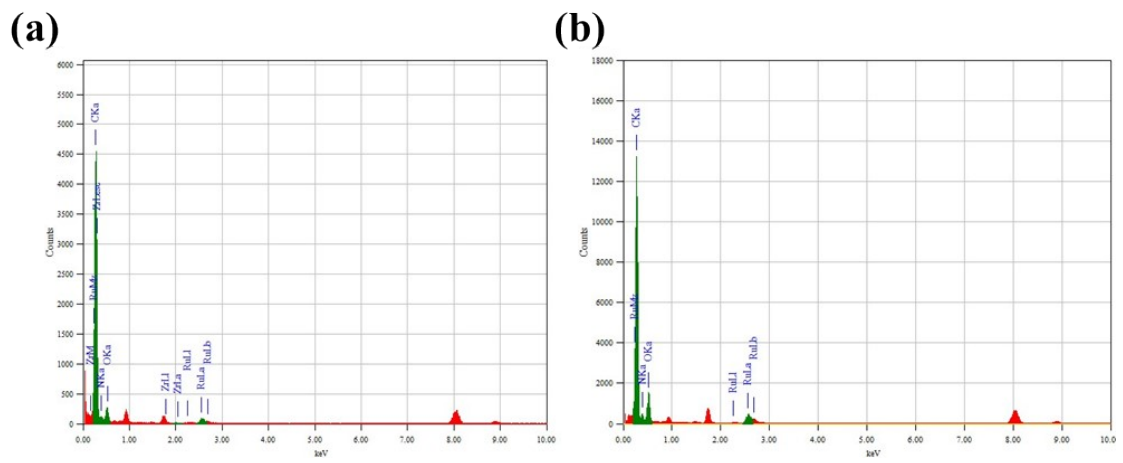 (a)
6000
5500
5000
4500
4000
3500
3000
2500
2000
1500
1000
500
0
Counts
0.00 1.00 2.00 3.00 4.00 5.00 6.00 7.00 8.00 9.00 10.00
keV
CKa
ZrLesc
ZrM
NKa
OKa
ZrLl
ZrLa
RuLl
RuLa
RuLb
(b)
18000
16000
14000
12000
10000
8000
6000
4000
2000
0
Counts
0.00 1.00 2.00 3.00 4.00 5.00 6.00 7.00 8.00 9.00 10.0
keV
CKa
NKa
OKa
RuLl
RuLa
RuLb